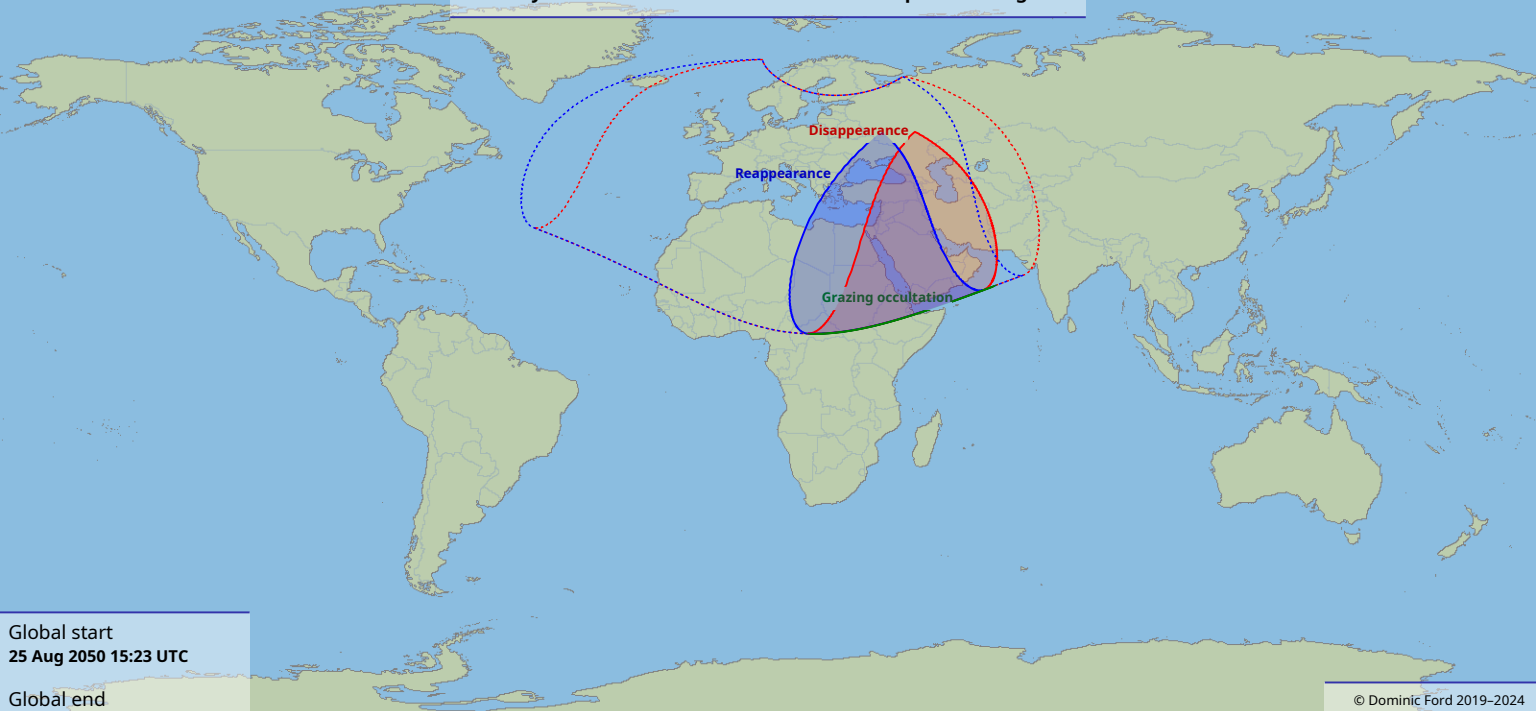 Disappearance
Reappearance
Grazing occultation
Global start
25 Aug 2050 15:23 UTC
Global end
© Dominic Ford 2019–2024